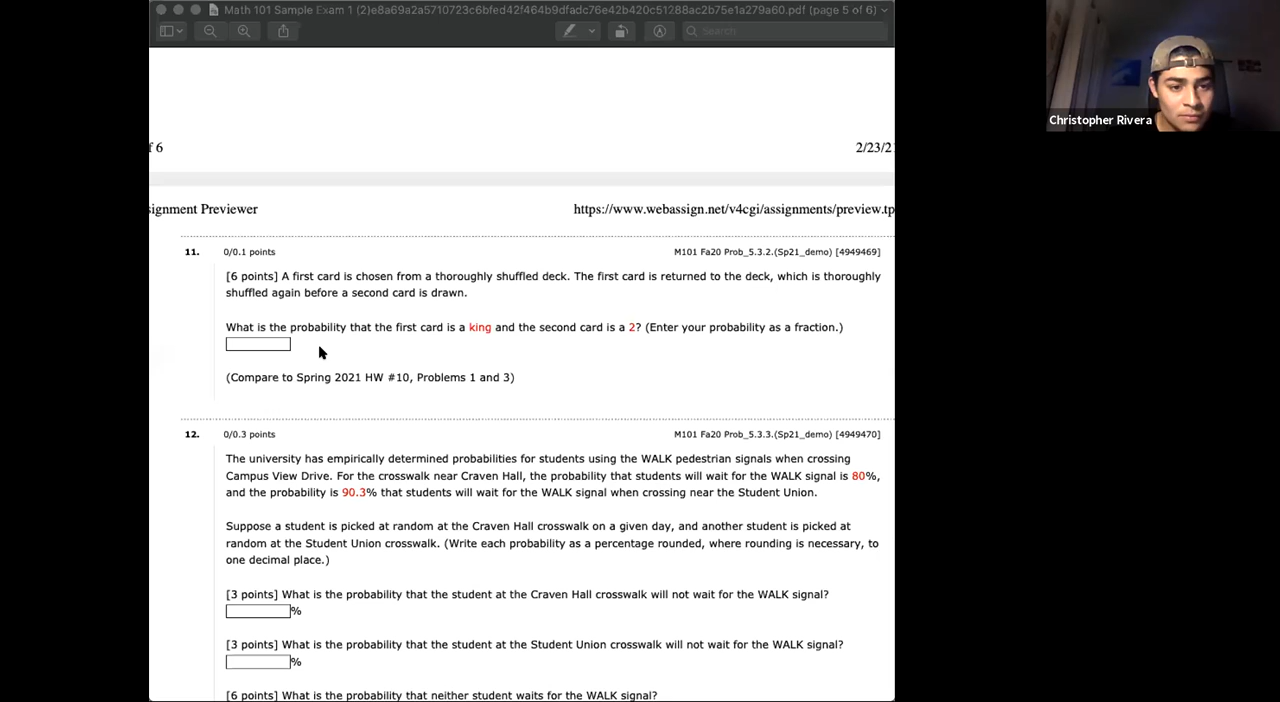 Math 101 Sample Exam 1 (2)e8a69a2a5710723c6bfed42f464b9dfadc76e42b420c51288ac2b75e1a279a60.pdf (page 5 of 6)
Search
Christopher Rivera
f 6
2/23/2
signment Previewer
https://www.webassign.net/v4cgi/assignments/preview.tp
11. 0/0.1 points M101 Fa20 Prob_5.3.2.(Sp21_demo) [4949469]
[6 points] A first card is chosen from a thoroughly shuffled deck. The first card is returned to the deck, which is thoroughly
shuffled again before a second card is drawn.
What is the probability that the first card is a king and the second card is a 2? (Enter your probability as a fraction.)
(Compare to Spring 2021 HW #10, Problems 1 and 3)
12. 0/0.3 points M101 Fa20 Prob_5.3.3.(Sp21_demo) [4949470]
The university has empirically determined probabilities for students using the WALK pedestrian signals when crossing
Campus View Drive. For the crosswalk near Craven Hall, the probability that students will wait for the WALK signal is 80%,
and the probability is 90.3% that students will wait for the WALK signal when crossing near the Student Union.
Suppose a student is picked at random at the Craven Hall crosswalk on a given day, and another student is picked at
random at the Student Union crosswalk. (Write each probability as a percentage rounded, where rounding is necessary, to
one decimal place.)
[3 points] What is the probability that the student at the Craven Hall crosswalk will not wait for the WALK signal?
%
[3 points] What is the probability that the student at the Student Union crosswalk will not wait for the WALK signal?
%
[6 points] What is the probability that neither student waits for the WALK signal?